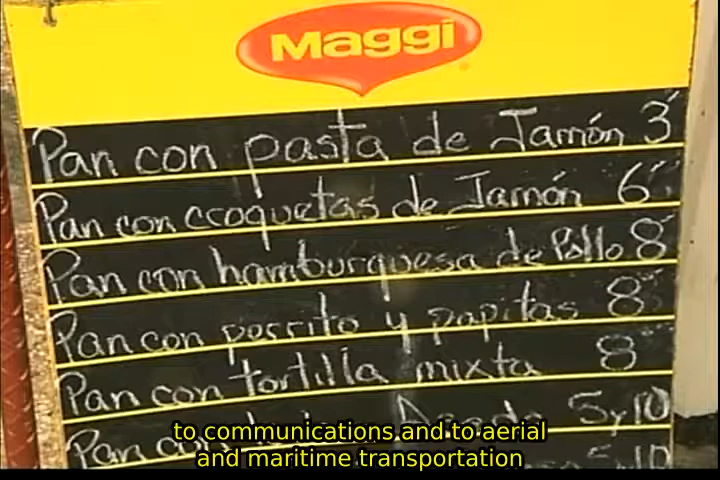 Maggi
Pan con pasta de Jamón 3
Pan con croquetas de Jamón 6
Pan con hamburguesa de Pollo 8
Pan con perrito y papitas 8
Pan con tortilla mixta 8
Pan con 5 y 10
to communications and to aerial
and maritime transportation